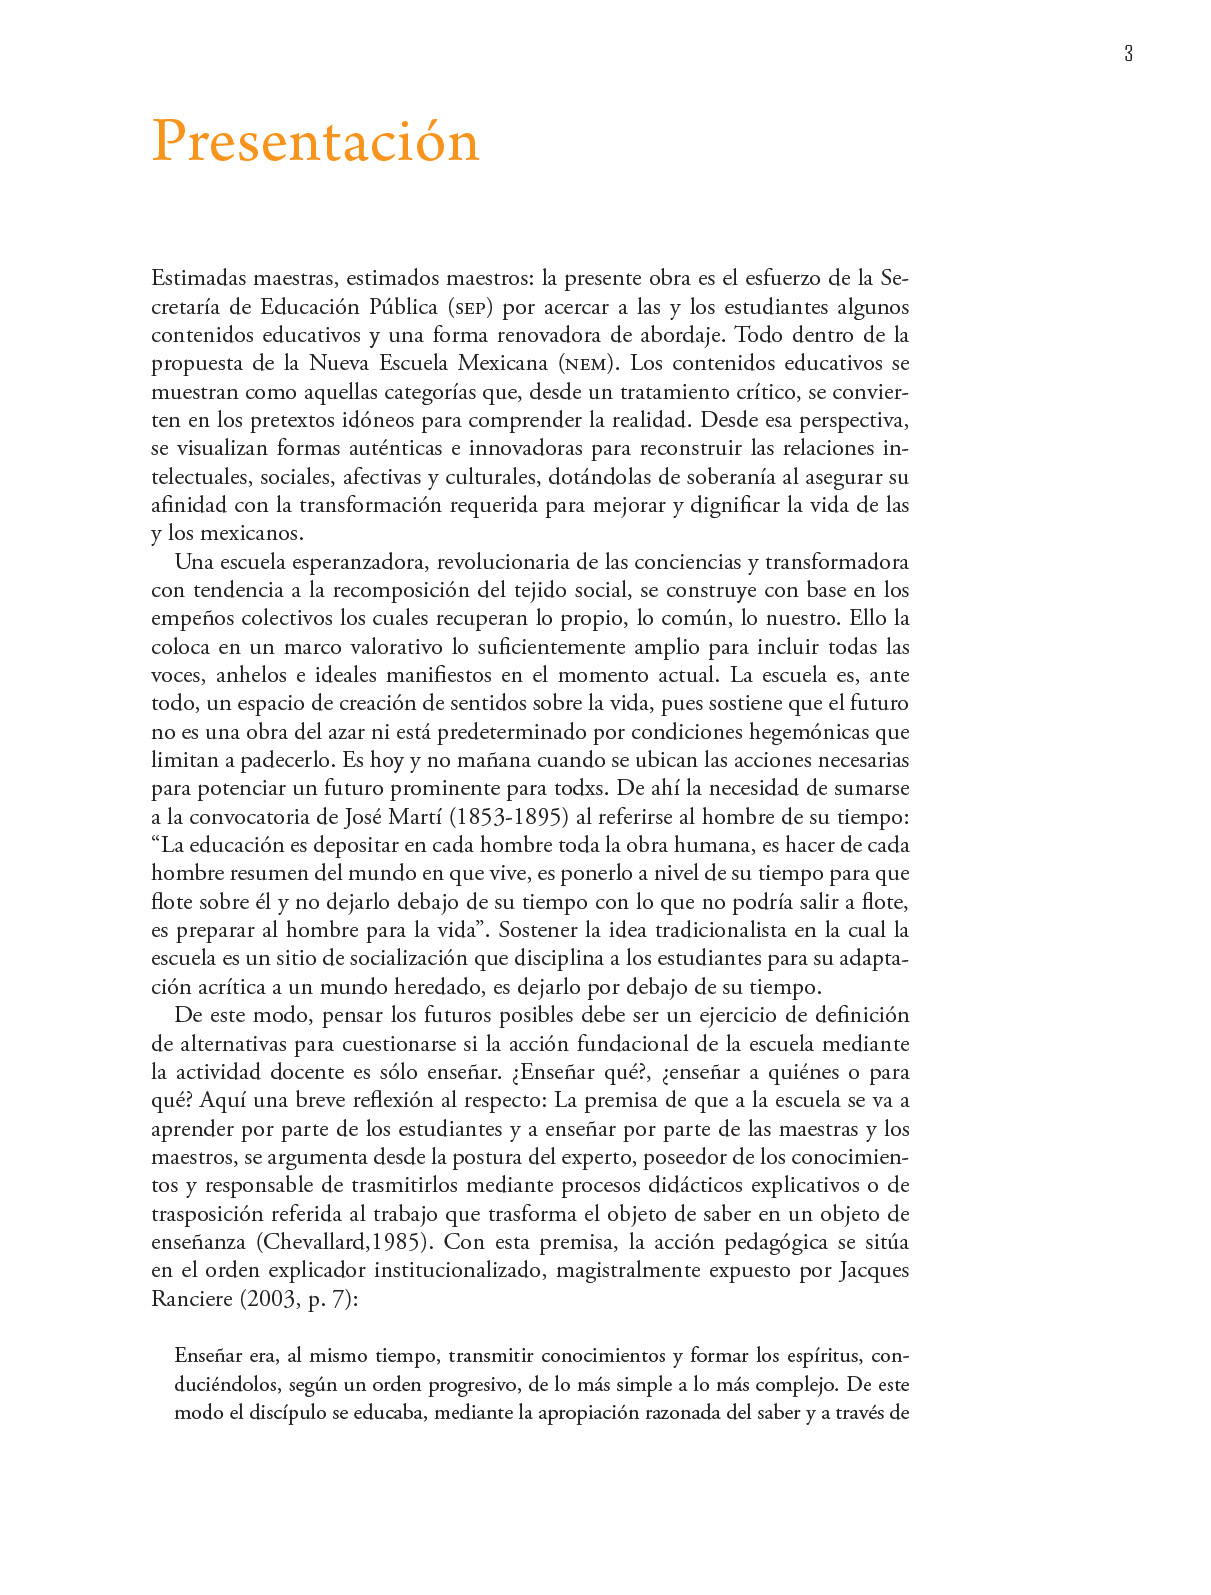 3
Presentación
Estimadas maestras, estimados maestros: la presente obra es el esfuerzo de la Se-
cretaría de Educación Pública (SEP) por acercar a las y los estudiantes algunos
contenidos educativos y una forma renovadora de abordaje. Todo dentro de la
propuesta de la Nueva Escuela Mexicana (NEM). Los contenidos educativos se
muestran como aquellas categorías que, desde un tratamiento crítico, se convier-
ten en los pretextos idóneos para comprender la realidad. Desde esa perspectiva,
se visualizan formas auténticas e innovadoras para reconstruir las relaciones in-
telectuales, sociales, afectivas y culturales, dotándolas de soberanía al asegurar su
afinidad con la transformación requerida para mejorar y dignificar la vida de las
y los mexicanos.
Una escuela esperanzadora, revolucionaria de las conciencias y transformadora
con tendencia a la recomposición del tejido social, se construye con base en los
empeños colectivos los cuales recuperan lo propio, lo común, lo nuestro. Ello la
coloca en un marco valorativo lo suficientemente amplio para incluir todas las
voces, anhelos e ideales manifiestos en el momento actual. La escuela es, ante
todo, un espacio de creación de sentidos sobre la vida, pues sostiene que el futuro
no es una obra del azar ni está predeterminado por condiciones hegemónicas que
limitan a padecerlo. Es hoy y no mañana cuando se ubican las acciones necesarias
para potenciar un futuro prominente para todxs. De ahí la necesidad de sumarse
a la convocatoria de José Martí (1853-1895) al referirse al hombre de su tiempo:
“La educación es depositar en cada hombre toda la obra humana, es hacer de cada
hombre resumen del mundo en que vive, es ponerlo a nivel de su tiempo para que
flote sobre él y no dejarlo debajo de su tiempo con lo que no podría salir a flote,
es preparar al hombre para la vida”. Sostener la idea tradicionalista en la cual la
escuela es un sitio de socialización que disciplina a los estudiantes para su adapta-
ción acrítica a un mundo heredado, es dejarlo por debajo de su tiempo.
De este modo, pensar los futuros posibles debe ser un ejercicio de definición
de alternativas para cuestionarse si la acción fundacional de la escuela mediante
la actividad docente es sólo enseñar. ¿Enseñar qué?, ¿enseñar a quiénes o para
qué? Aquí una breve reflexión al respecto: La premisa de que a la escuela se va a
aprender por parte de los estudiantes y a enseñar por parte de las maestras y los
maestros, se argumenta desde la postura del experto, poseedor de los conocimien-
tos y responsable de trasmitirlos mediante procesos didácticos explicativos o de
trasposición referida al trabajo que trasforma el objeto de saber en un objeto de
enseñanza (Chevallard,1985). Con esta premisa, la acción pedagógica se sitúa
en el orden explicador institucionalizado, magistralmente expuesto por Jacques
Ranciere (2003, p. 7):
Enseñar era, al mismo tiempo, transmitir conocimientos y formar los espíritus, con-
duciéndolos, según un orden progresivo, de lo más simple a lo más complejo. De este
modo el discípulo se educaba, mediante la apropiación razonada del saber y a través de